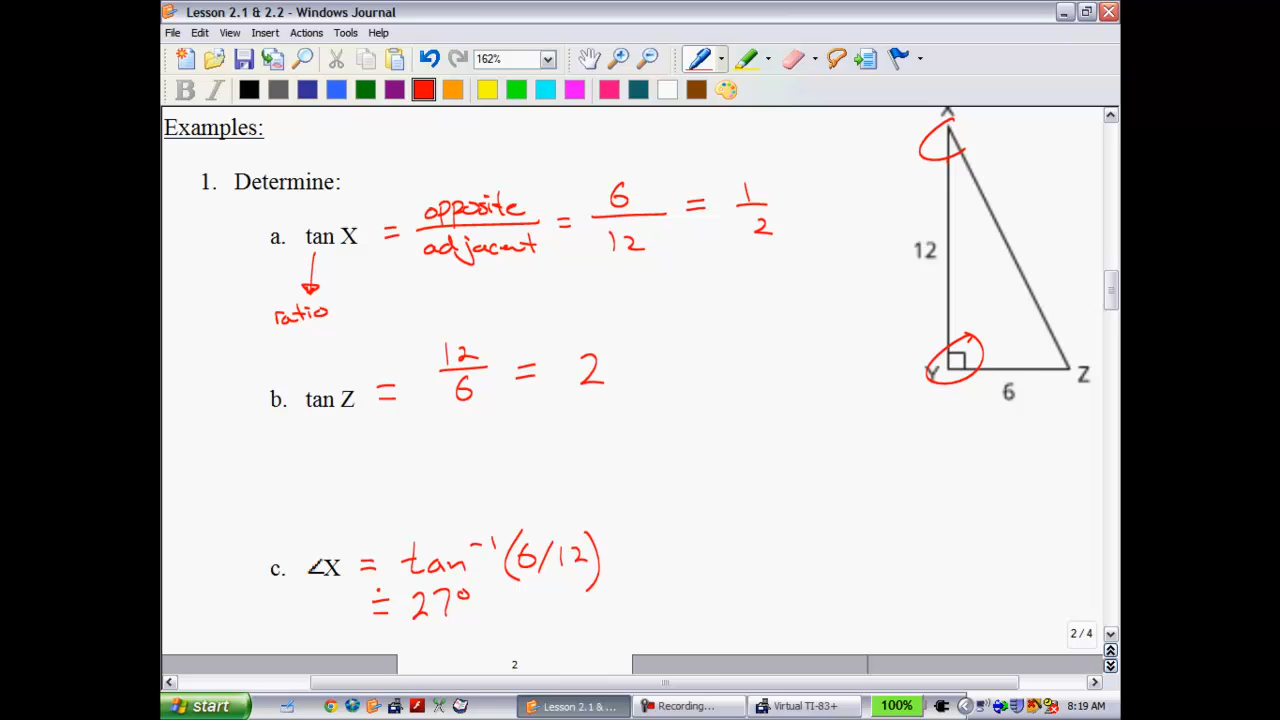 Lesson 2.1 & 2.2 - Windows Journal
File Edit View Insert Actions Tools Help
162%
B I
Examples:
1. Determine:
a. tan X = opposite / adjacent = 6/12 = 1/2
ratio
b. tan Z = 12/6 = 2
c. ∠X = tan⁻¹ (6/12)
≐ 27°
X
12
Y
Z
6
2 / 4
2
start
Lesson 2.1 & ...
Recording...
Virtual TI-83+
100%
8:19 AM